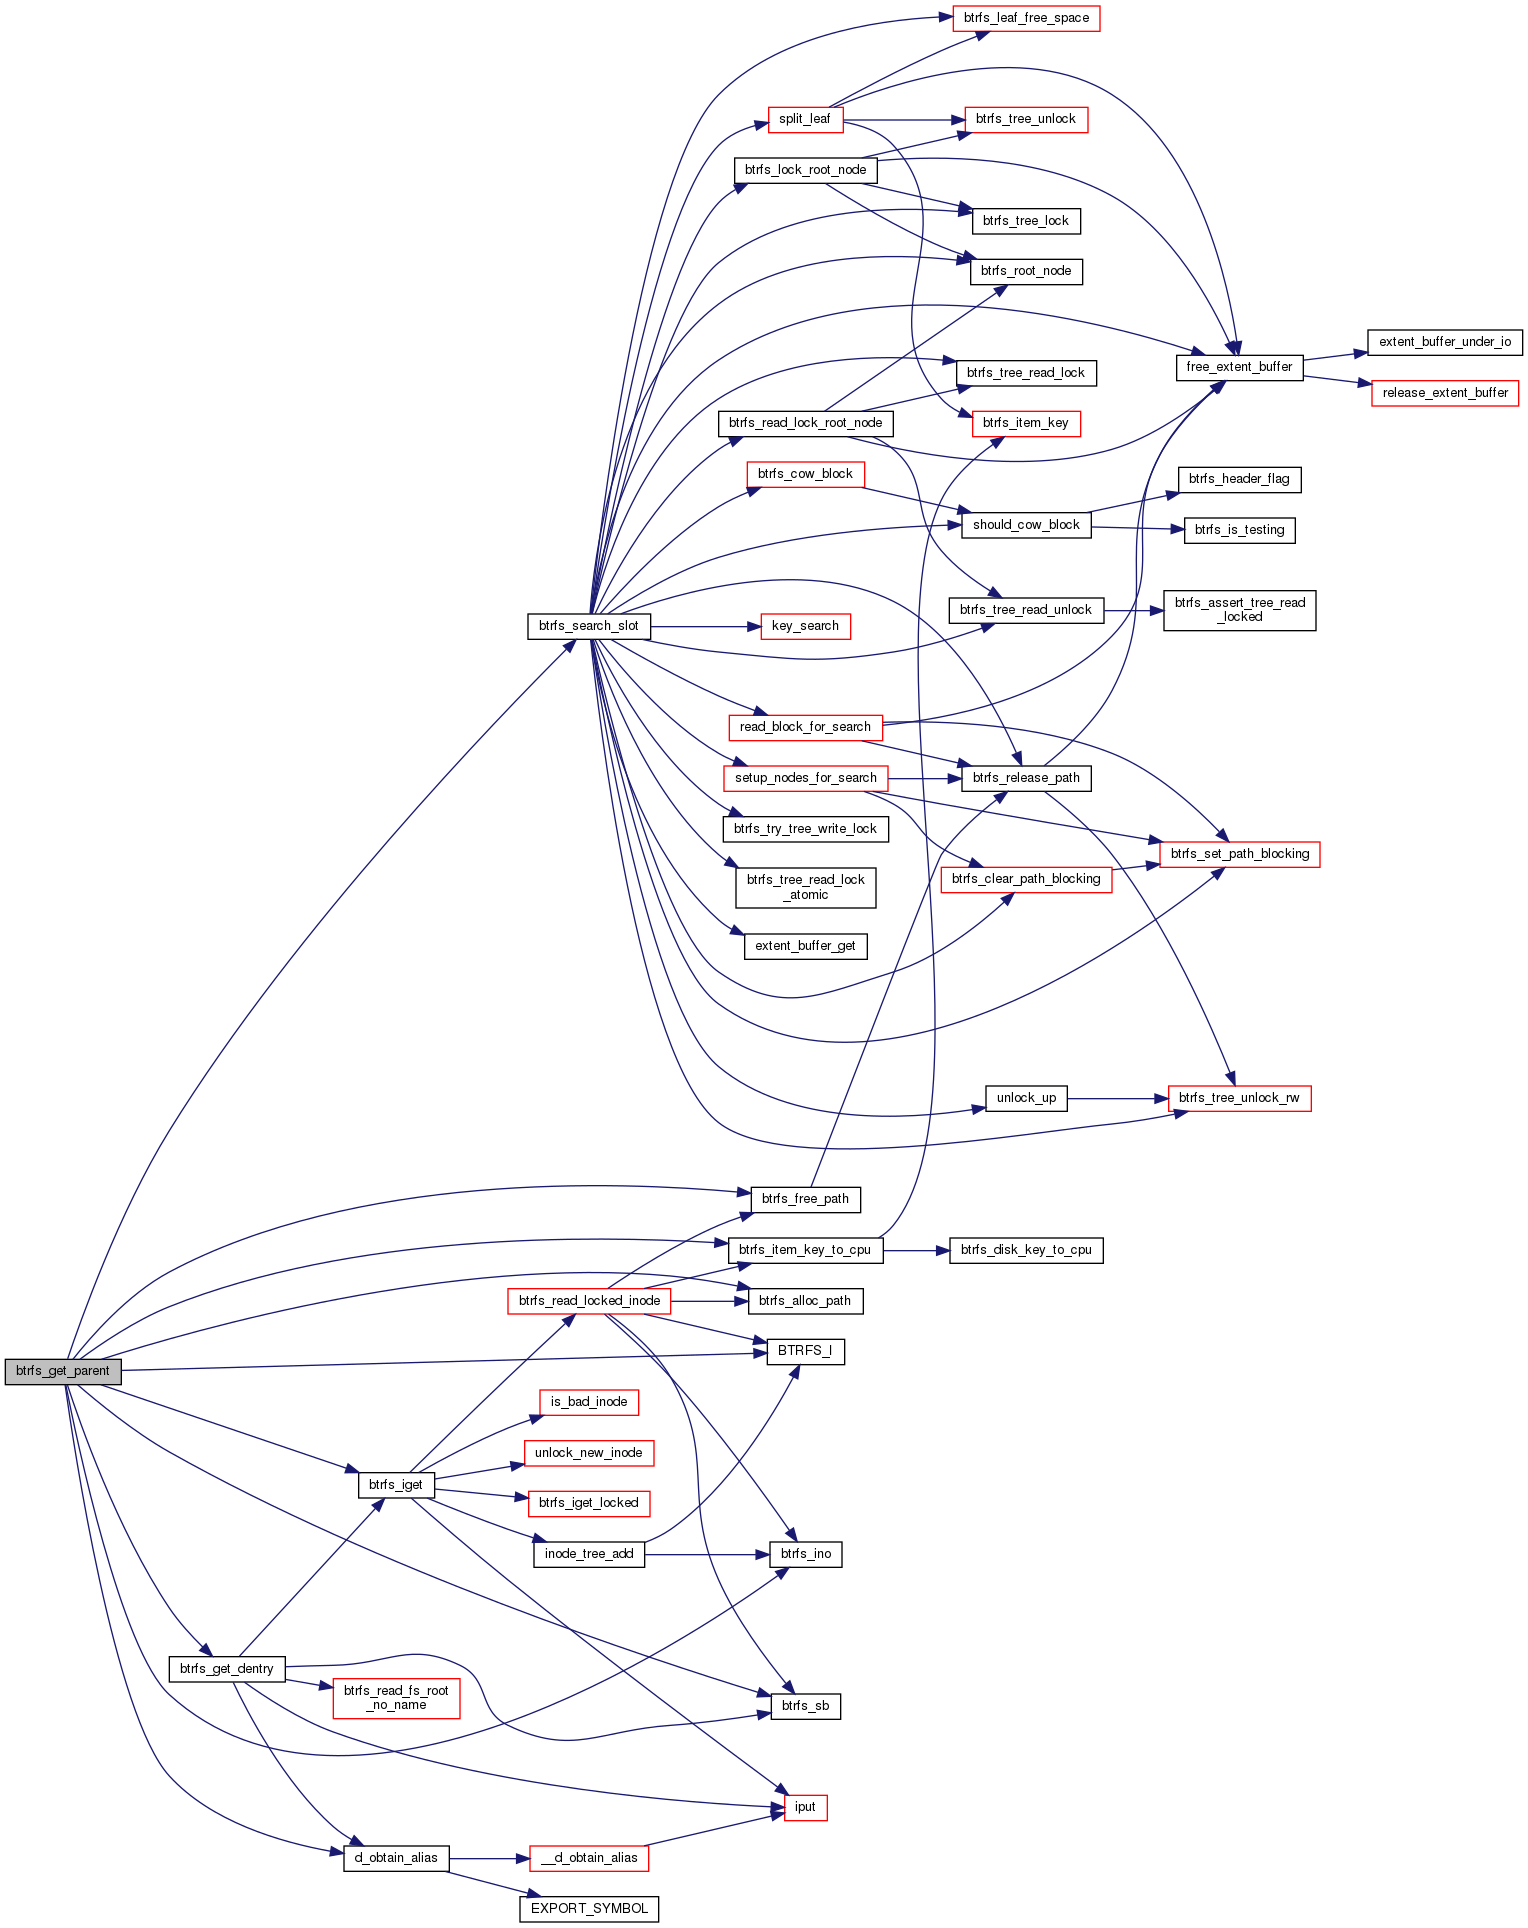 btrfs_leaf_free_space
split_leaf
btrfs_tree_unlock
btrfs_lock_root_node
btrfs_tree_lock
btrfs_root_node
extent_buffer_under_io
free_extent_buffer
btrfs_tree_read_lock
release_extent_buffer
btrfs_read_lock_root_node
btrfs_item_key
btrfs_cow_block
btrfs_header_flag
should_cow_block
btrfs_is_testing
btrfs_tree_read_unlock
btrfs_assert_tree_read
_locked
btrfs_search_slot
key_search
read_block_for_search
setup_nodes_for_search
btrfs_release_path
btrfs_try_tree_write_lock
btrfs_set_path_blocking
btrfs_tree_read_lock
_atomic
btrfs_clear_path_blocking
extent_buffer_get
unlock_up
btrfs_tree_unlock_rw
btrfs_free_path
btrfs_item_key_to_cpu
btrfs_disk_key_to_cpu
btrfs_read_locked_inode
btrfs_alloc_path
BTRFS_I
btrfs_get_parent
is_bad_inode
unlock_new_inode
btrfs_iget
btrfs_iget_locked
inode_tree_add
btrfs_ino
btrfs_get_dentry
btrfs_read_fs_root
_no_name
btrfs_sb
iput
d_obtain_alias
__d_obtain_alias
EXPORT_SYMBOL